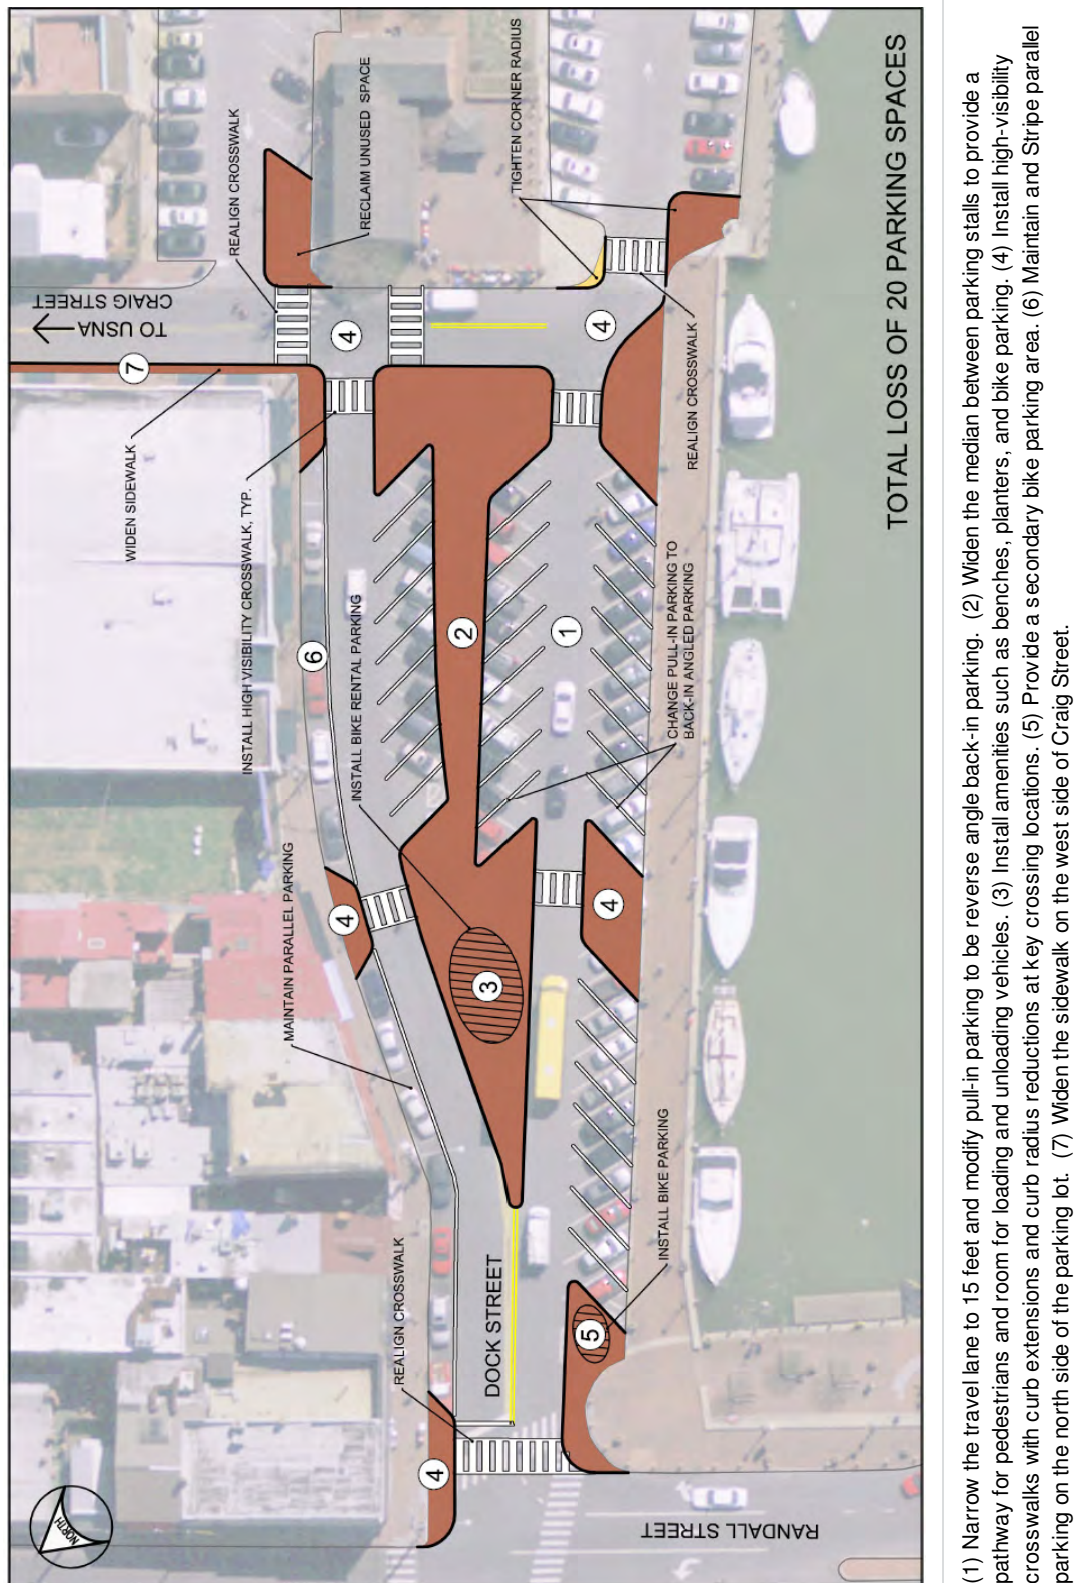 TOTAL LOSS OF 20 PARKING SPACES
NORTH
TO USNA
CRAIG STREET
REALIGN CROSSWALK
RECLAIM UNUSED SPACE
TIGHTEN CORNER RADIUS
WIDEN SIDEWALK
INSTALL HIGH VISIBILITY CROSSWALK, TYP.
INSTALL BIKE RENTAL PARKING
MAINTAIN PARALLEL PARKING
REALIGN CROSSWALK
CHANGE PULL-IN PARKING TO
BACK-IN ANGLED PARKING
REALIGN CROSSWALK
INSTALL BIKE PARKING
DOCK STREET
RANDALL STREET
7
4
4
6
2
1
4
3
4
5
4
(1) Narrow the travel lane to 15 feet and modify pull-in parking to be reverse angle back-in parking. (2) Widen the median between parking stalls to provide a
pathway for pedestrians and room for loading and unloading vehicles. (3) Install amenities such as benches, planters, and bike parking. (4) Install high-visibility
crosswalks with curb extensions and curb radius reductions at key crossing locations. (5) Provide a secondary bike parking area. (6) Maintain and Stripe parallel
parking on the north side of the parking lot. (7) Widen the sidewalk on the west side of Craig Street.